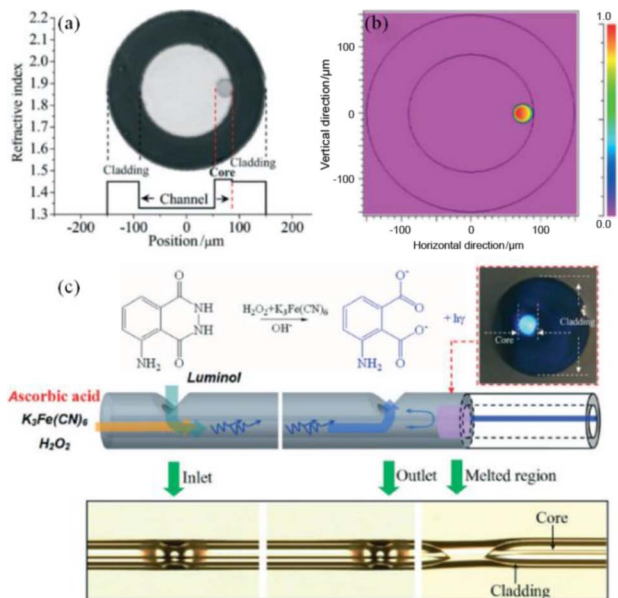 (a)
2.2
2.1
2.0
1.9
1.8
1.7
1.6
1.5
1.4
1.3
Refractive index
Cladding
Core
Cladding
Channel
-200
-100
0
100
200
Position/μm
(b)
150
100
0
-100
Vertical direction/μm
-100
0
100
Horizontal direction/μm
1.0
0.0
(c)
O
NH
NH
O
NH₂
H₂O₂+K₃Fe(CN)₆
OH⁻
O
O⁻
O⁻
O
NH₂
+ hγ
Core
Cladding
Luminol
Ascorbic acid
K₃Fe(CN)₆
H₂O₂
Inlet
Outlet
Melted region
Core
Cladding